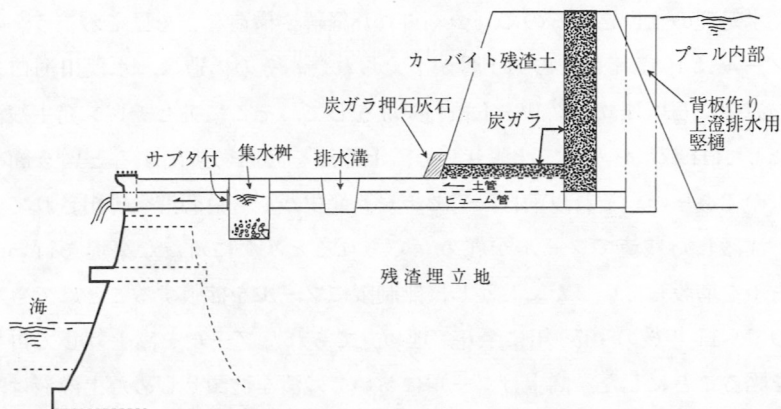 カーバイト残渣土
プール内部
炭ガラ押石灰石
背板作り
上澄排水用
竪樋
炭ガラ
サブタ付
集水桝
排水溝
土管
ヒューム管
残渣埋立地
海